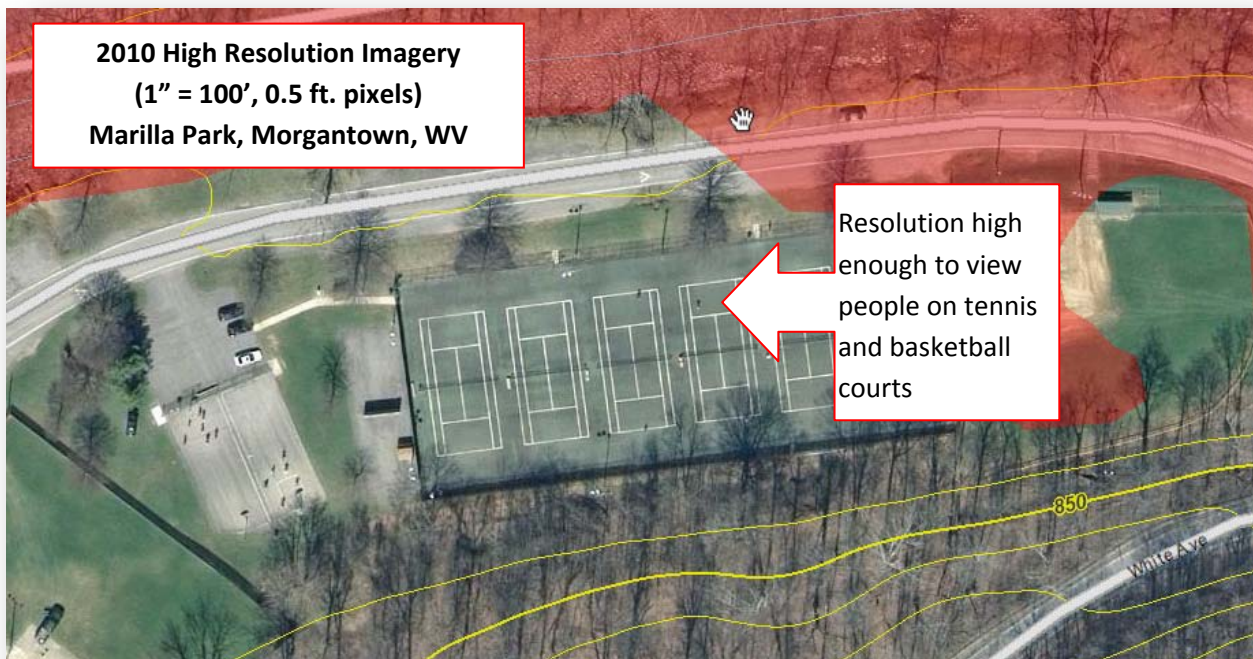 2010 High Resolution Imagery
(1” = 100’, 0.5 ft. pixels)
Marilla Park, Morgantown, WV
Resolution high
enough to view
people on tennis
and basketball
courts
850
White Ave